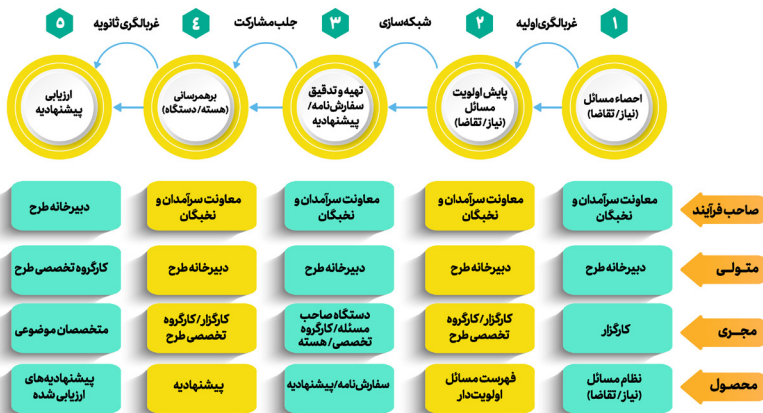 ۱
غربالگری اولیه
۲
شبکه‌سازی
۳
جلب مشارکت
۴
غربالگری ثانویه
۵
احصاء مسائل
(نیاز/تقاضا)
پایش اولویت
مسائل
(نیاز/تقاضا)
تهیه و تدقیق
سفارش‌نامه/
پیشنهادیه
برهم‌رسانی
(هسته/دستگاه)
ارزیابی
پیشنهادیه
صاحب فرآیند
معاونت سرآمدان و
نخبگان
معاونت سرآمدان و
نخبگان
معاونت سرآمدان و
نخبگان
معاونت سرآمدان و
نخبگان
دبیرخانه طرح
متـولـی
دبیرخانه طرح
دبیرخانه طرح
دبیرخانه طرح
دبیرخانه طرح
کارگروه تخصصی طرح
مجـــری
کارگزار
کارگزار/کارگروه
تخصصی طرح
دستگاه صاحب
مسئله/کارگروه
تخصصی/هسته
کارگزار/کارگروه
تخصصی طرح
متخصصان موضوعی
محصـول
نظام مسائل
(نیاز/تقاضا)
فهرست مسائل
اولویت‌دار
سفارش‌نامه/پیشنهادیه
پیشنهادیه
پیشنهادیه‌های
ارزیابی شده